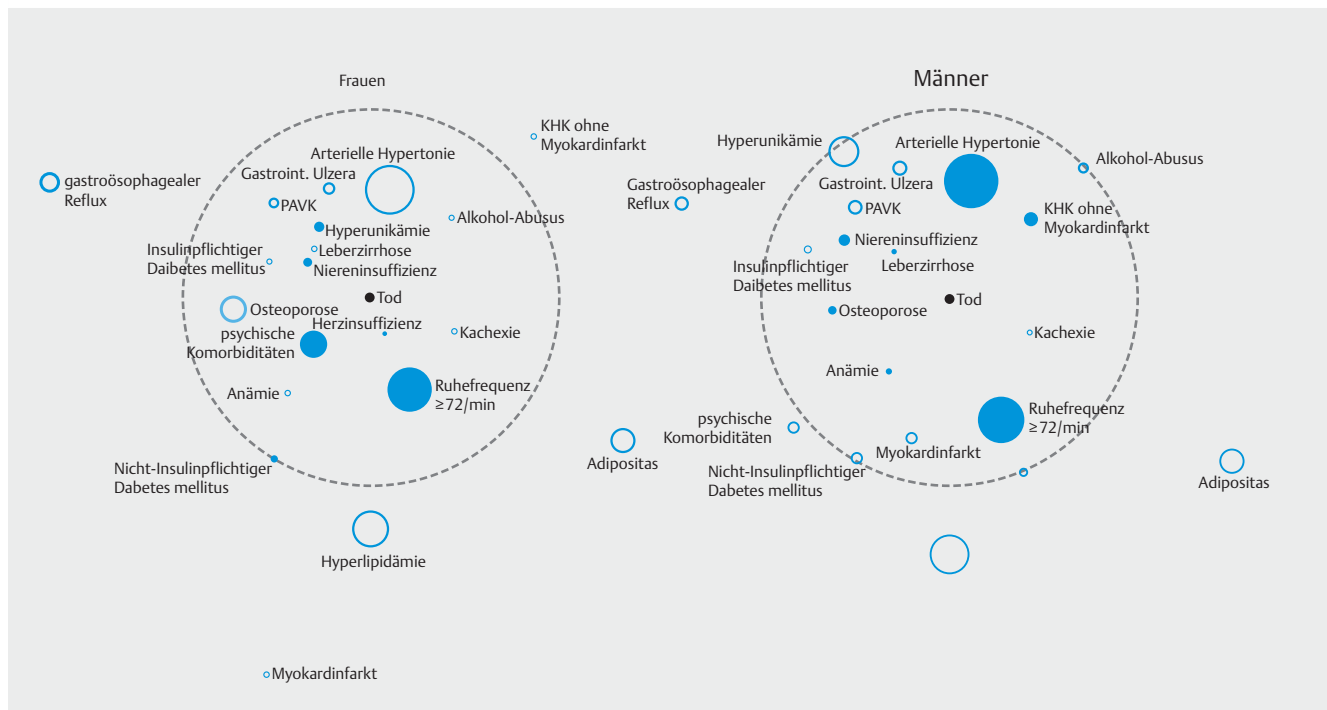 Frauen
KHK ohne
Myokardinfarkt
Arterielle Hypertonie
Gastroint. Ulzera
gastroösophagealer
Reflux
PAVK
Alkohol-Abusus
Hyperunikämie
Leberzirrhose
Insulinpflichtiger
Daibetes mellitus
Niereninsuffizienz
Tod
Osteoporose
Herzinsuffizienz
psychische
Komorbiditäten
Kachexie
Anämie
Ruhefrequenz
≥72/min
Nicht-Insulinpflichtiger
Dabetes mellitus
Adipositas
Hyperlipidämie
Myokardinfarkt
Männer
Hyperunikämie
Arterielle Hypertonie
Alkohol-Abusus
Gastroösophagealer
Reflux
Gastroint. Ulzera
PAVK
KHK ohne
Myokardinfarkt
Niereninsuffizienz
Leberzirrhose
Insulinpflichtiger
Daibetes mellitus
Tod
Osteoporose
Kachexie
Anämie
Ruhefrequenz
≥72/min
psychische
Komorbiditäten
Myokardinfarkt
Nicht-Insulinpflichtiger
Dabetes mellitus
Adipositas